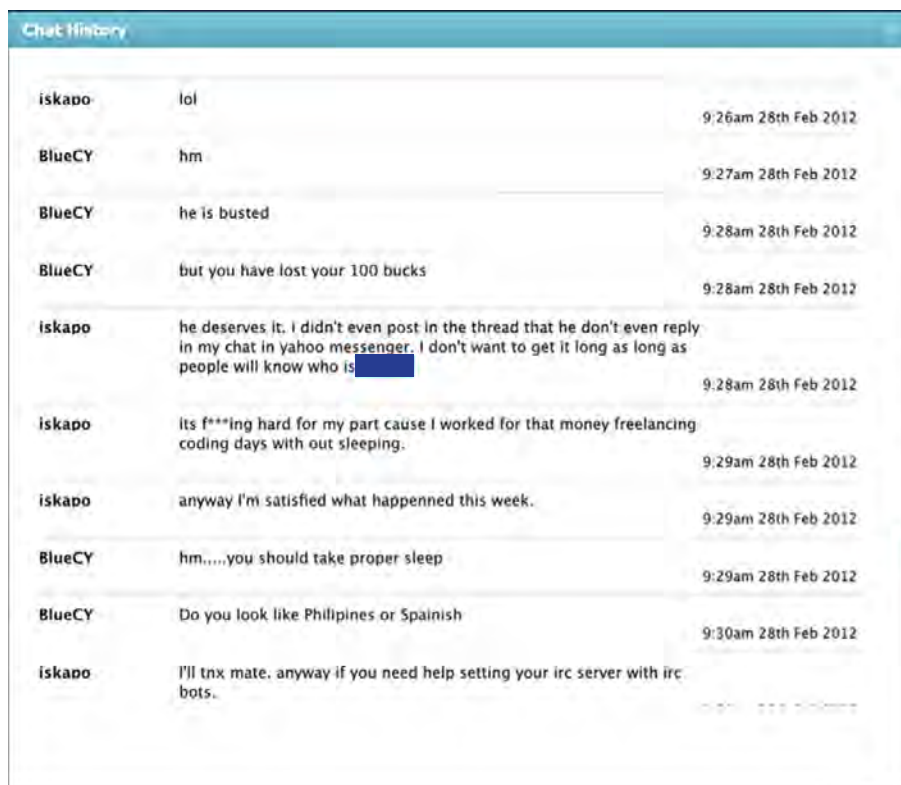 Chat History
iskapo
lol
9:26am 28th Feb 2012
BlueCY
hm
9:27am 28th Feb 2012
BlueCY
he is busted
9:28am 28th Feb 2012
BlueCY
but you have lost your 100 bucks
9:28am 28th Feb 2012
iskapo
he deserves it. i didn't even post in the thread that he don't even reply
in my chat in yahoo messenger. I don't want to get it long as long as
people will know who is
9:28am 28th Feb 2012
iskapo
its f***ing hard for my part cause I worked for that money freelancing
coding days with out sleeping.
9:29am 28th Feb 2012
iskapo
anyway I'm satisfied what happenned this week.
9:29am 28th Feb 2012
BlueCY
hm.....you should take proper sleep
9:29am 28th Feb 2012
BlueCY
Do you look like Philipines or Spainish
9:30am 28th Feb 2012
iskapo
I'll tnx mate. anyway if you need help setting your irc server with irc
bots.